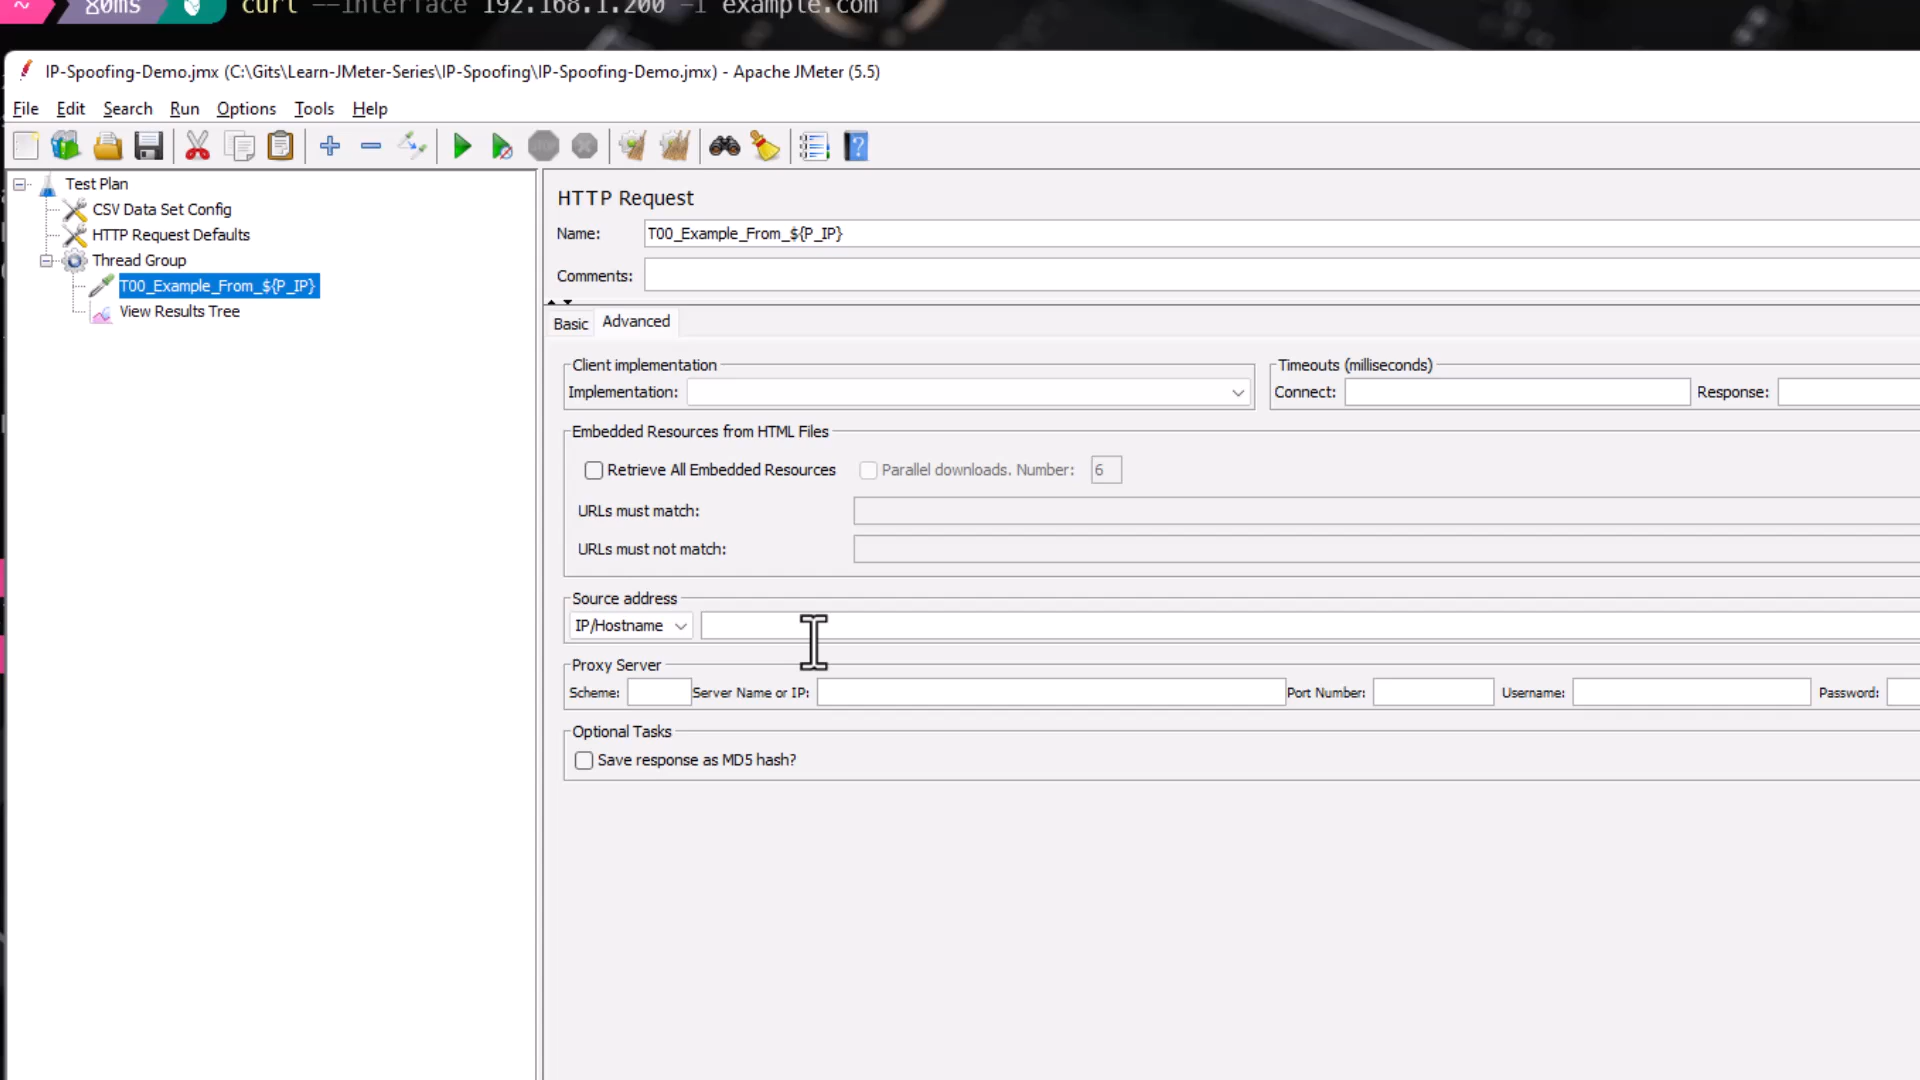 ~ 80ms curl --interface 192.168.1.200 -i example.com
IP-Spoofing-Demo.jmx (C:\Gits\Learn-JMeter-Series\IP-Spoofing\IP-Spoofing-Demo.jmx) - Apache JMeter (5.5)
File Edit Search Run Options Tools Help
STOP
?
Test Plan
CSV Data Set Config
HTTP Request Defaults
Thread Group
T00_Example_From_${P_IP}
View Results Tree
HTTP Request
Name: T00_Example_From_${P_IP}
Comments:
Basic Advanced
Client implementation
Implementation:
Timeouts (milliseconds)
Connect: Response:
Embedded Resources from HTML Files
Retrieve All Embedded Resources Parallel downloads. Number: 6
URLs must match:
URLs must not match:
Source address
IP/Hostname
Proxy Server
Scheme: Server Name or IP: Port Number: Username: Password:
Optional Tasks
Save response as MD5 hash?